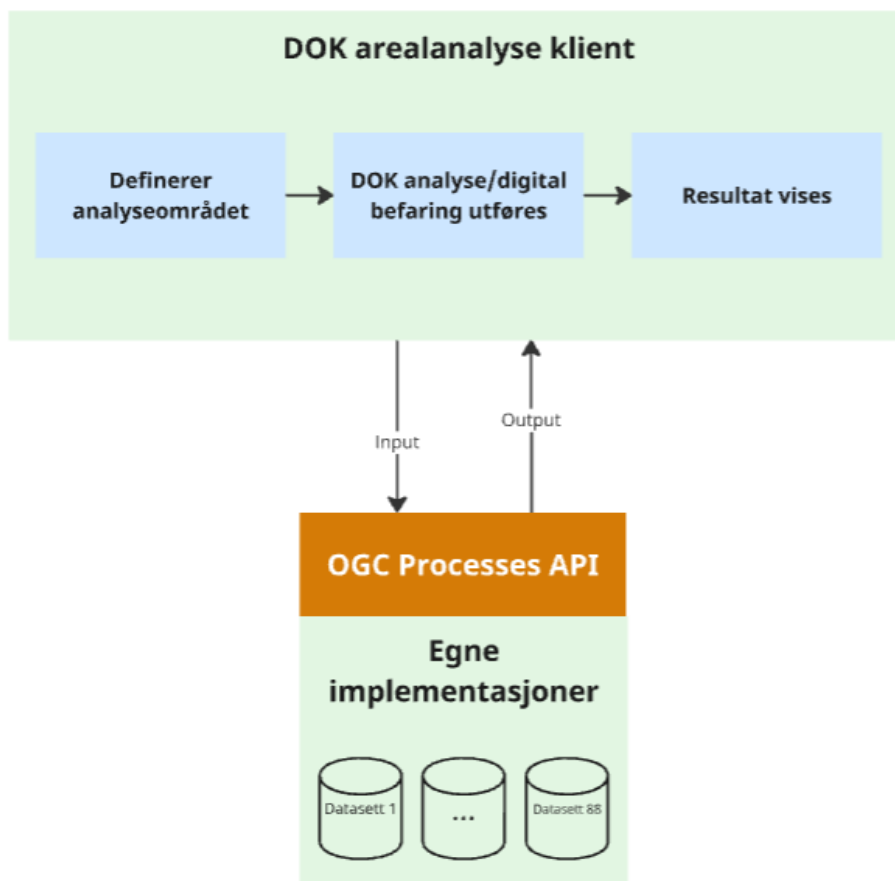 DOK arealanalyse klient
Definerer
analyseområdet
DOK analyse/digital
befaring utføres
Resultat vises
Input
Output
OGC Processes API
Egne
implementasjoner
Datasett 1
...
Datasett 88